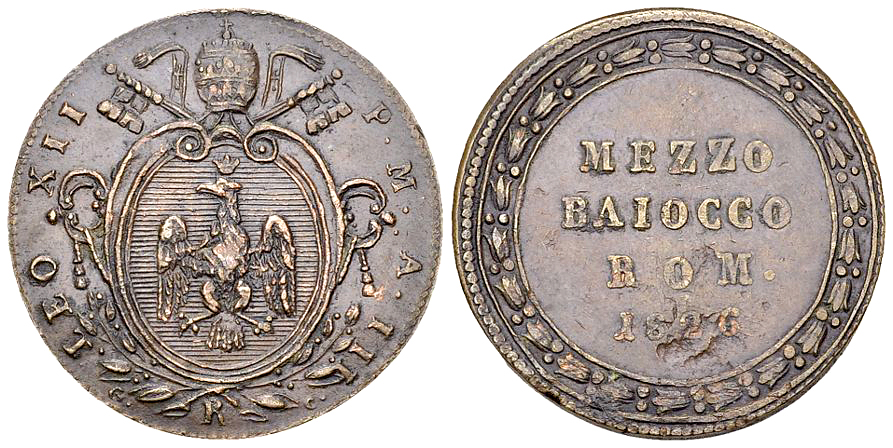 LEO XII P·M·A·III
G. R C.
MEZZO
BAIOCCO
ROM.
1826